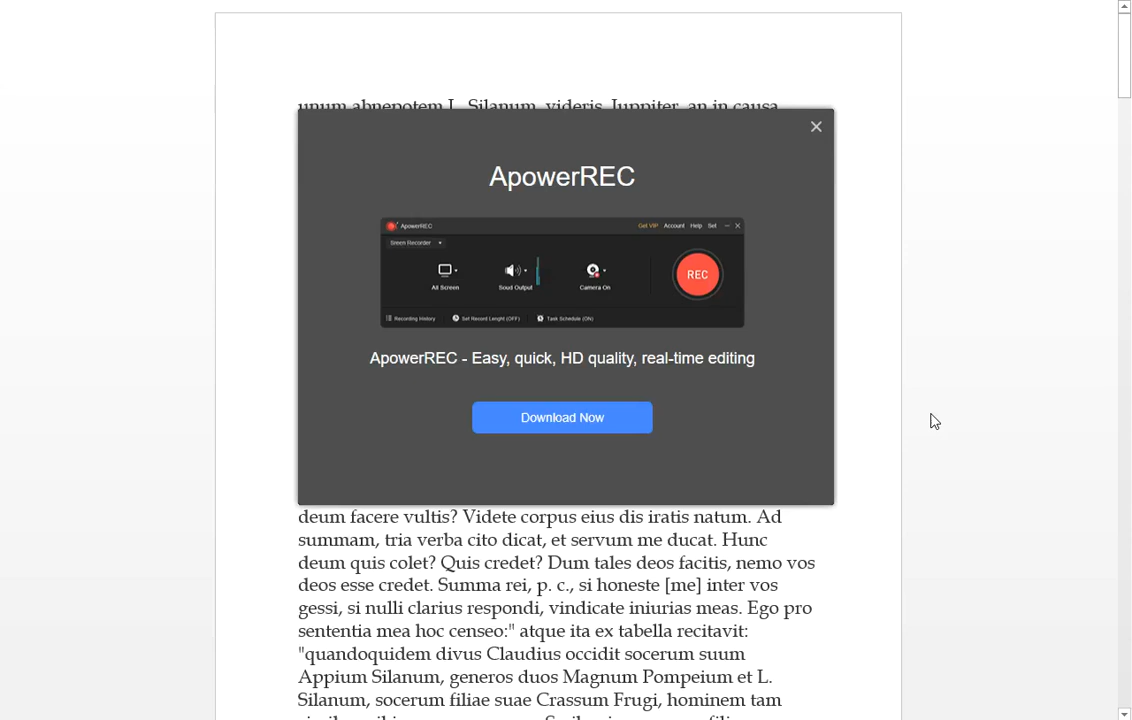 unum abnepotem L. Silanum, videris, Iuppiter, an in causa
ApowerREC
ApowerREC
Get VIP Account Help Set
Sreen Recorder
All Screen
Soud Output
Camera On
REC
Recording History
Set Record Lenght (OFF)
Task Schedule (ON)
ApowerREC - Easy, quick, HD quality, real-time editing
Download Now
deum facere vultis? Videte corpus eius dis iratis natum. Ad
summam, tria verba cito dicat, et servum me ducat. Hunc
deum quis colet? Quis credet? Dum tales deos facitis, nemo vos
deos esse credet. Summa rei, p. c., si honeste [me] inter vos
gessi, si nulli clarius respondi, vindicate iniurias meas. Ego pro
sententia mea hoc censeo:" atque ita ex tabella recitavit:
"quandoquidem divus Claudius occidit socerum suum
Appium Silanum, generos duos Magnum Pompeium et L.
Silanum, socerum filiae suae Crassum Frugi, hominem tam